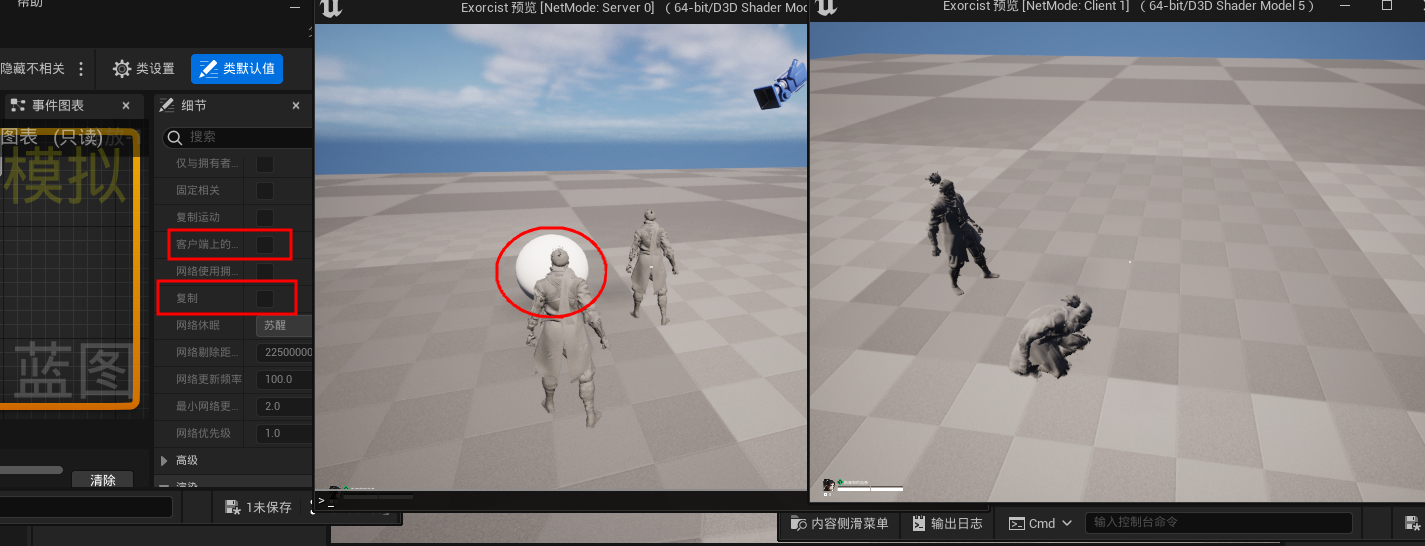 帮助
Exorcist 预览 [NetMode: Server 0] ( 64-bit/D3D Shader Mo
Exorcist 预览 [NetMode: Client 1] ( 64-bit/D3D Shader Model 5 )
隐藏不相关
类设置
类默认值
事件图表
细节
图表 (只读)
搜索
模拟
仅与拥有者...
固定相关
复制运动
客户端上的...
网络使用拥...
复制
网络休眠 苏醒
蓝图
网络剔除距... 22500000
网络更新频率 100.0
最小网络更... 2.0
网络优先级 1.0
高级
渲染
清除
1未保存
>_
内容侧滑菜单
输出日志
Cmd
输入控制台命令